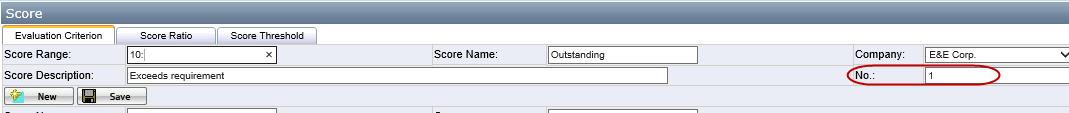 Score
Evaluation Criterion Score Ratio Score Threshold
Score Range: 10: × Score Name: Outstanding Company: E&E Corp.
Score Description: Exceeds requirement No.: 1
New Save